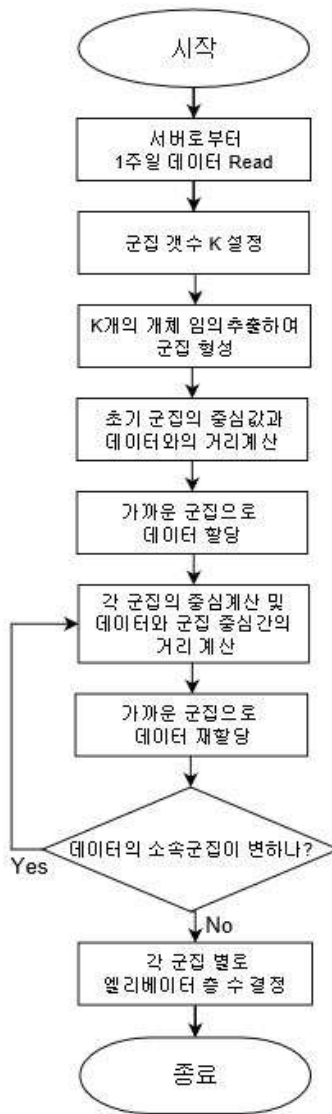 시작
서버로부터
1주일 데이터 Read
군집 갯수 K 설정
K개의 개체 임의추출하여
군집 형성
초기 군집의 중심값과
데이터와의 거리계산
가까운 군집으로
데이터 할당
각 군집의 중심계산 및
데이터와 군집 중심간의
거리 계산
가까운 군집으로
데이터 재할당
데이터의 소속군집이 변하나?
Yes
No
각 군집 별로
엘리베이터 층 수 결정
종료